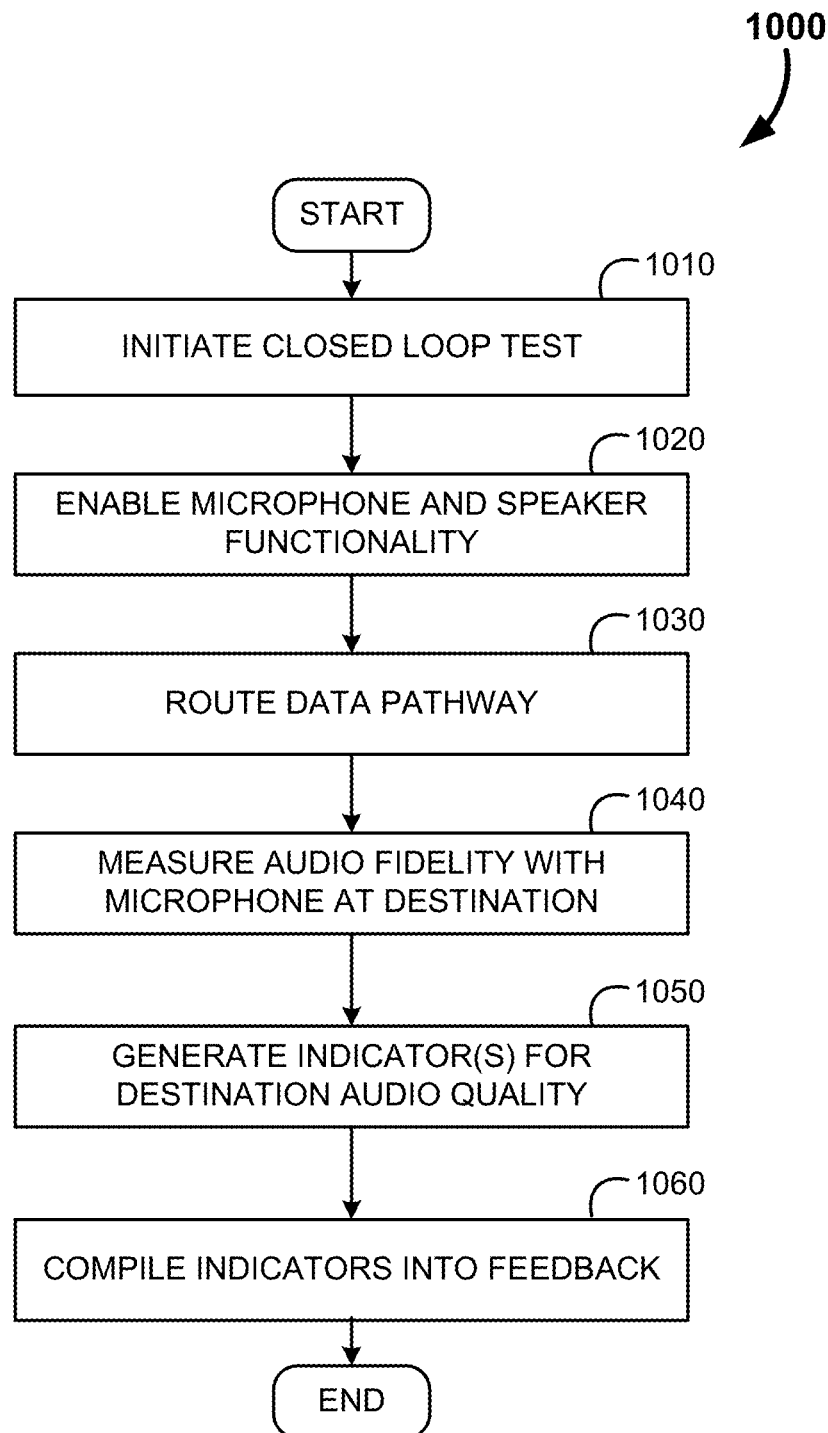 1000
START
1010
INITIATE CLOSED LOOP TEST
1020
ENABLE MICROPHONE AND SPEAKER
FUNCTIONALITY
1030
ROUTE DATA PATHWAY
1040
MEASURE AUDIO FIDELITY WITH
MICROPHONE AT DESTINATION
1050
GENERATE INDICATOR(S) FOR
DESTINATION AUDIO QUALITY
1060
COMPILE INDICATORS INTO FEEDBACK
END